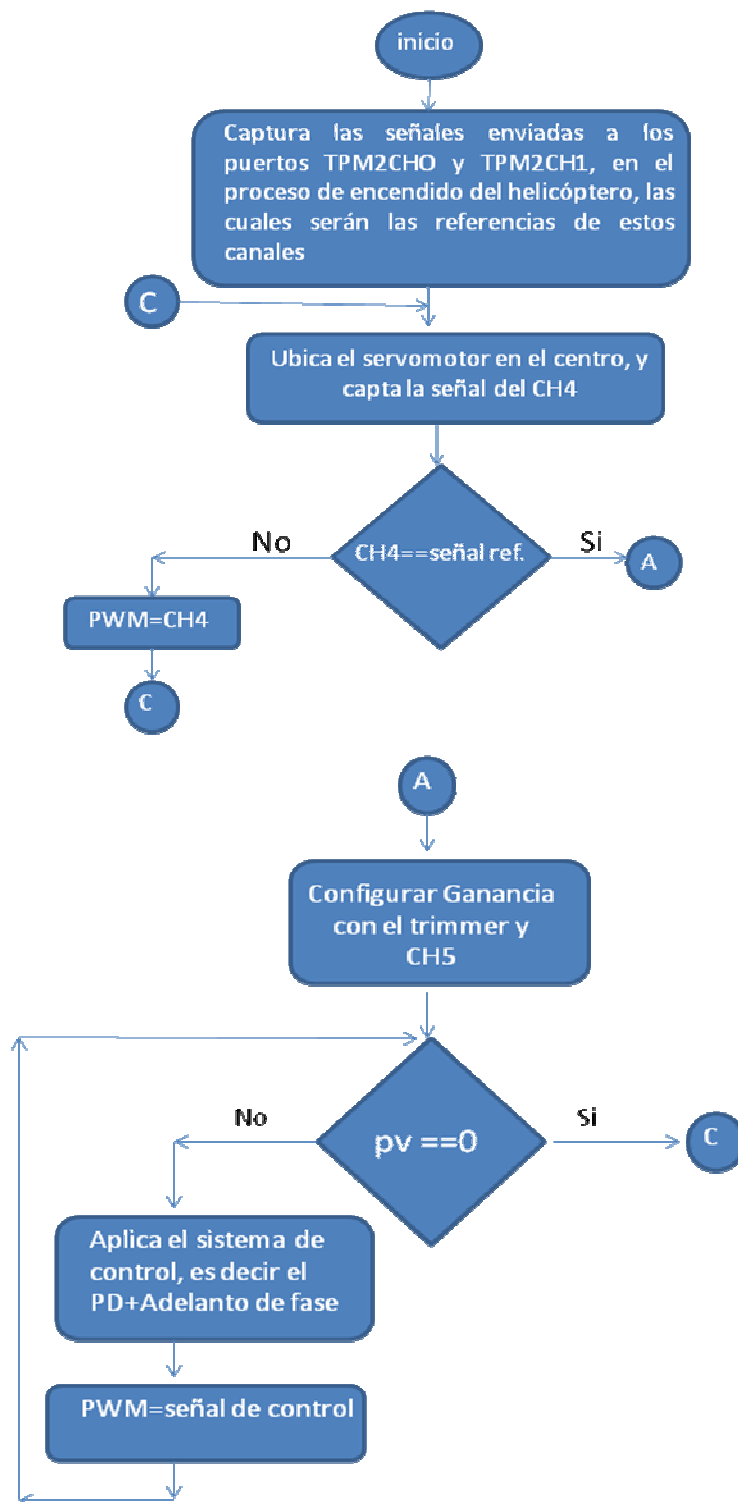 inicio
Captura las señales enviadas a los
puertos TPM2CHO y TPM2CH1, en el
proceso de encendido del helicóptero, las
cuales serán las referencias de estos
canales
C
Ubica el servomotor en el centro, y
capta la señal del CH4
No
CH4==señal ref.
Si
A
PWM=CH4
C
A
Configurar Ganancia
con el trimmer y
CH5
No
pv ==0
Si
C
Aplica el sistema de
control, es decir el
PD+Adelanto de fase
PWM=señal de control